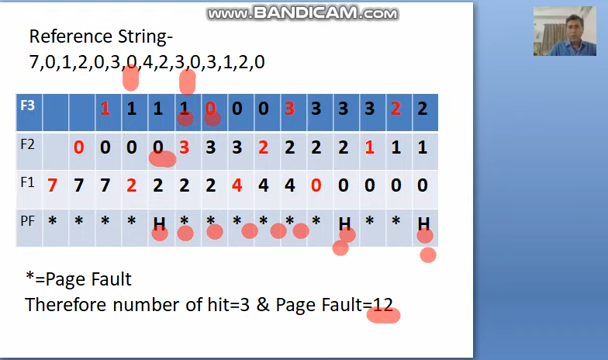 www.BANDICAM.com
Reference String-
7,0,1,2,0,3,0,4,2,3,0,3,1,2,0
F3 1 1 1 1 0 0 0 3 3 3 3 2 2
F2 0 0 0 0 3 3 3 2 2 2 2 1 1 1
F1 7 7 7 2 2 2 2 4 4 4 0 0 0 0 0
PF * * * * H * * * * * * H * * H
*=Page Fault
Therefore number of hit=3 & Page Fault=12